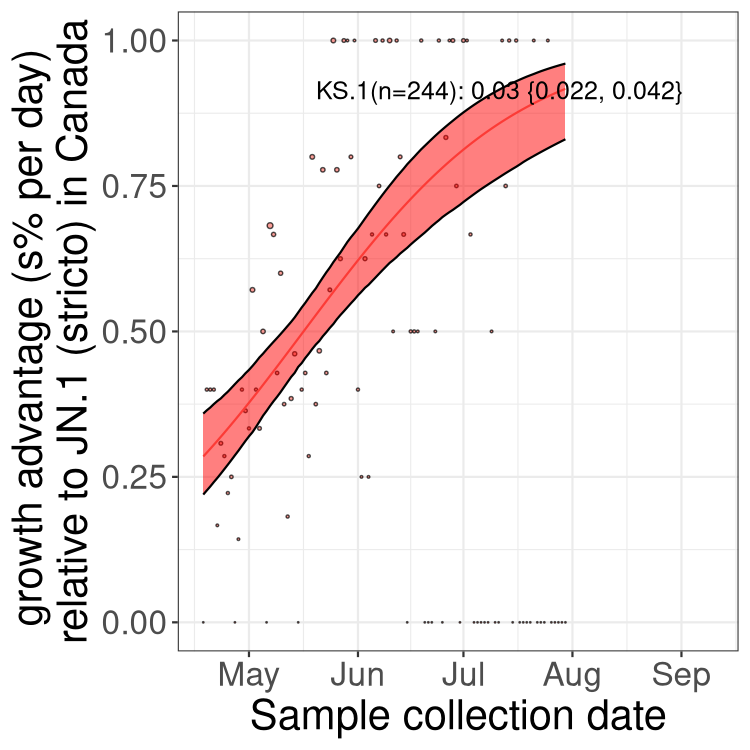 growth advantage (s% per day)
relative to JN.1 (stricto) in Canada
1.00
0.75
0.50
0.25
0.00
KS.1(n=244): 0.03 {0.022, 0.042}
May Jun Jul Aug Sep
Sample collection date